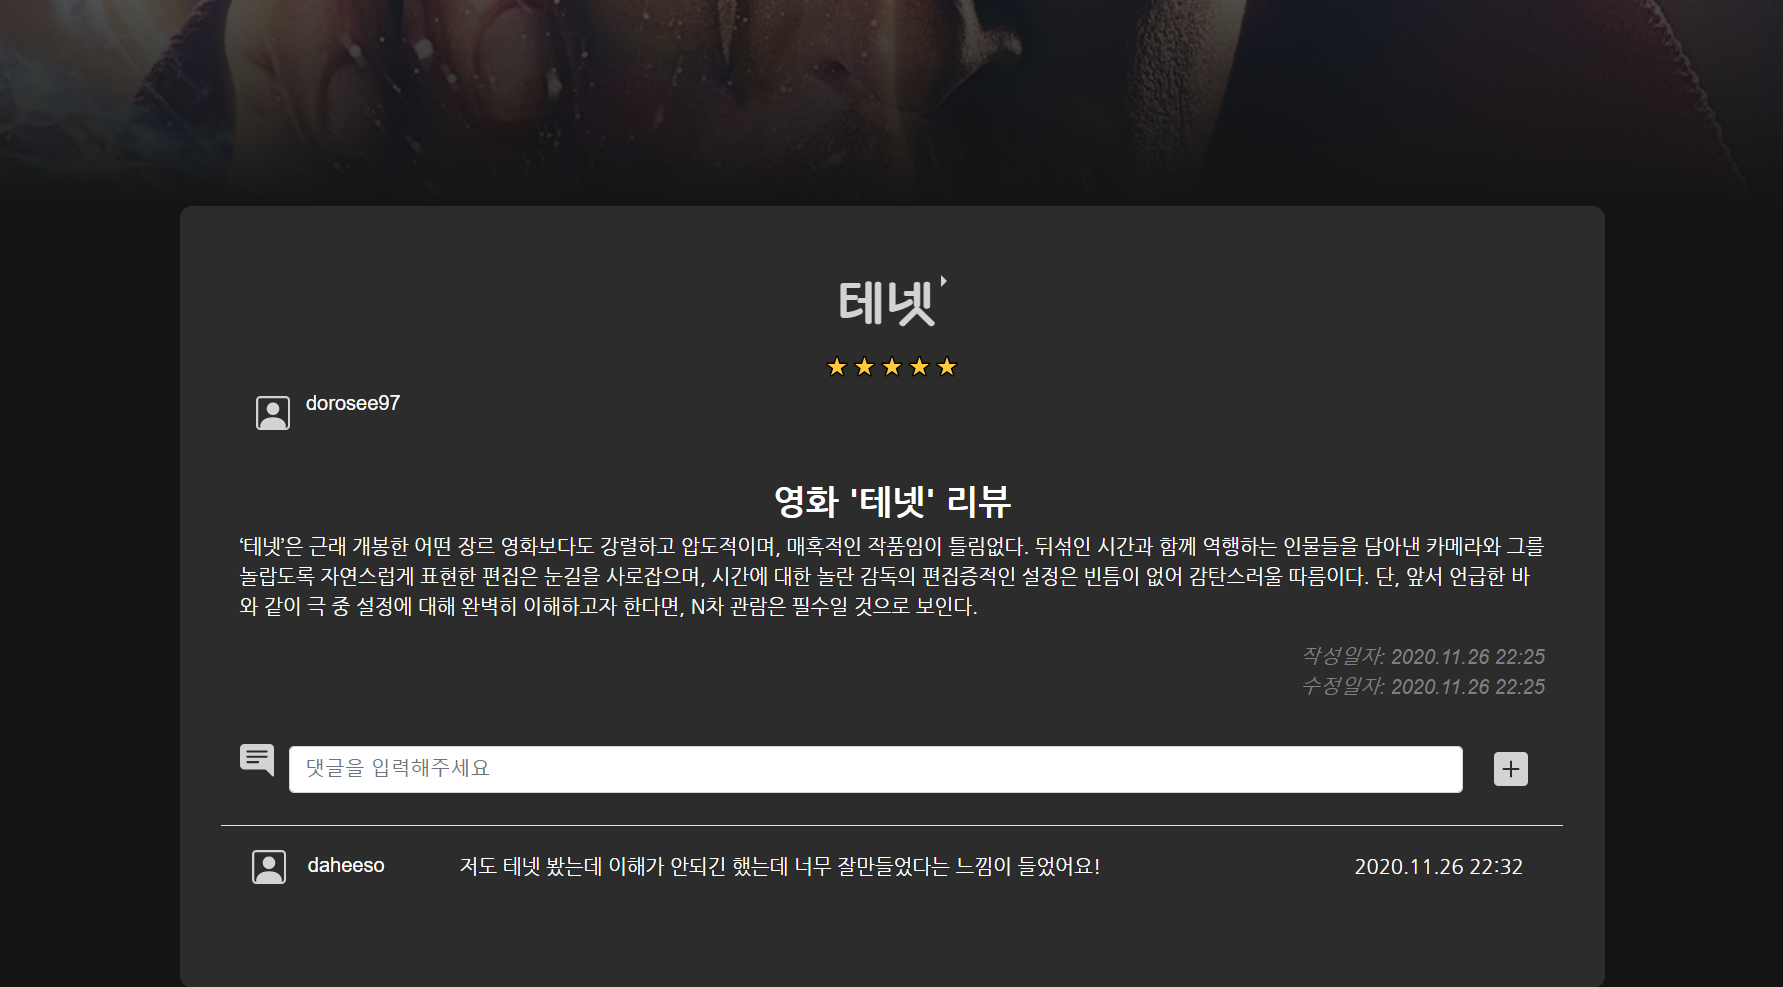 테넷
dorosee97
영화 '테넷' 리뷰
‘테넷’은 근래 개봉한 어떤 장르 영화보다도 강렬하고 압도적이며, 매혹적인 작품임이 틀림없다. 뒤섞인 시간과 함께 역행하는 인물들을 담아낸 카메라와 그를
놀랍도록 자연스럽게 표현한 편집은 눈길을 사로잡으며, 시간에 대한 놀란 감독의 편집증적인 설정은 빈틈이 없어 감탄스러울 따름이다. 단, 앞서 언급한 바
와 같이 극 중 설정에 대해 완벽히 이해하고자 한다면, N차 관람은 필수일 것으로 보인다.
작성일자: 2020.11.26 22:25
수정일자: 2020.11.26 22:25
댓글을 입력해주세요
daheeso 저도 테넷 봤는데 이해가 안되긴 했는데 너무 잘만들었다는 느낌이 들었어요! 2020.11.26 22:32